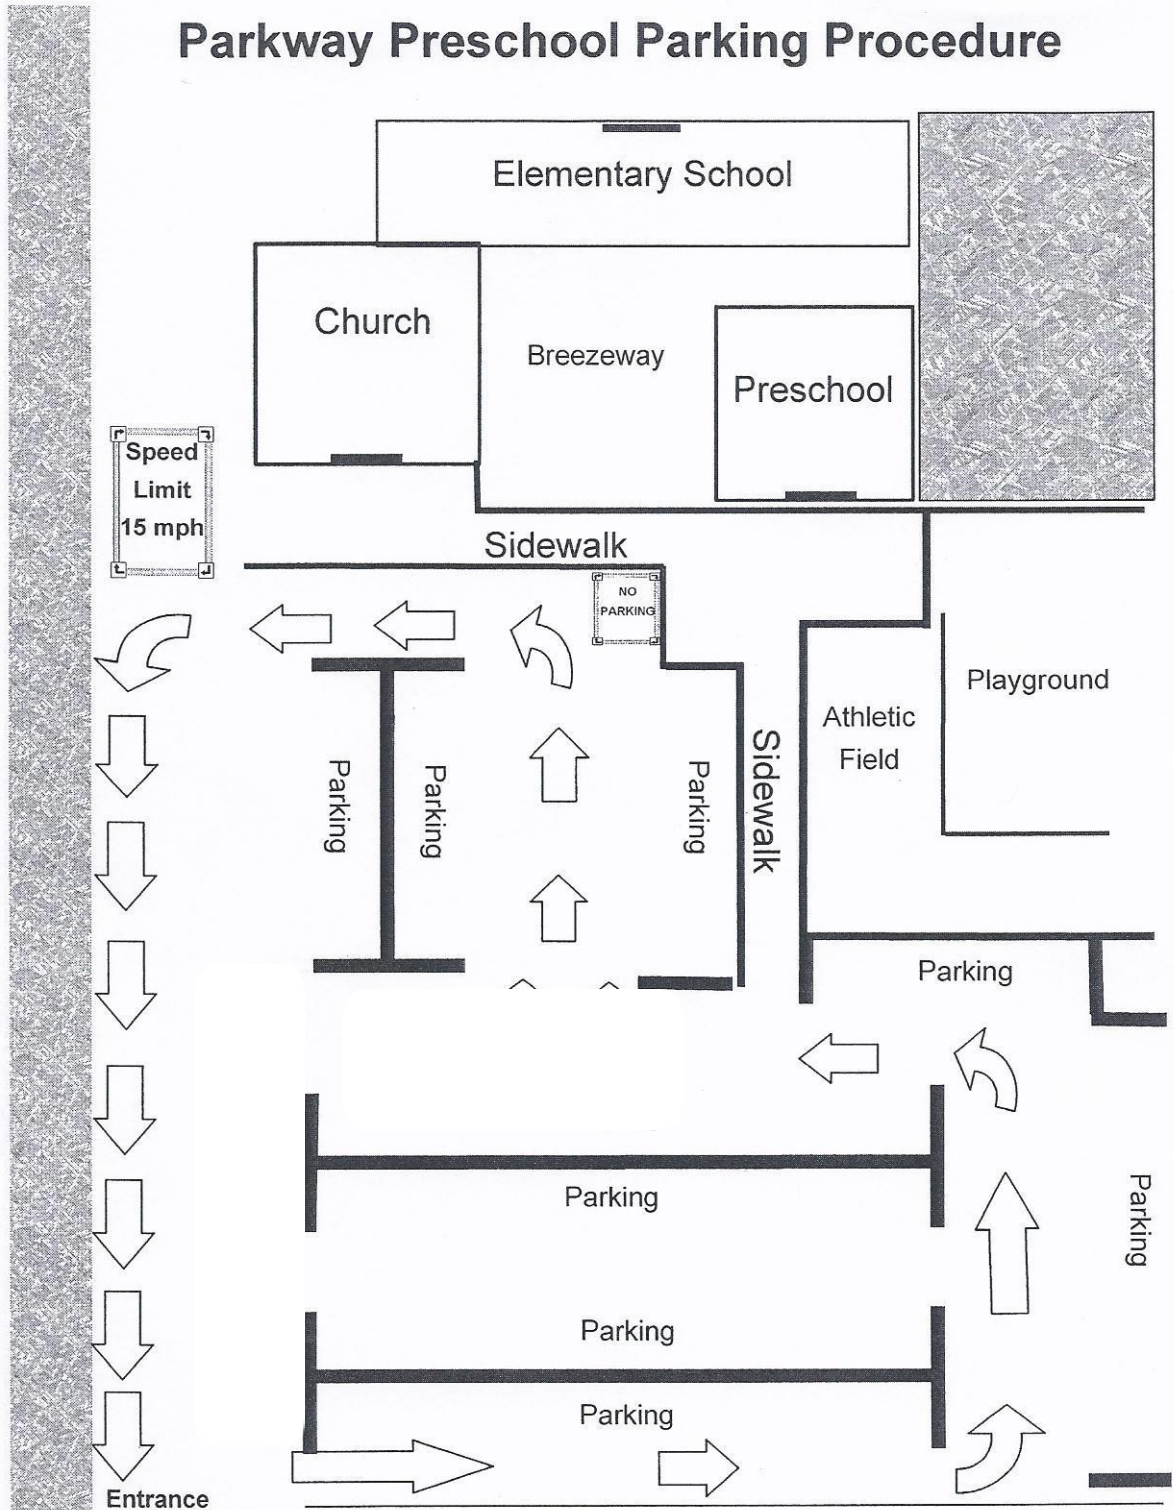 Parkway Preschool Parking Procedure
Elementary School
Church
Breezeway
Preschool
Speed
Limit
15 mph
Sidewalk
NO
PARKING
Playground
Athletic
Field
Parking
Parking
Parking
Sidewalk
Parking
Parking
Parking
Parking
Parking
Entrance